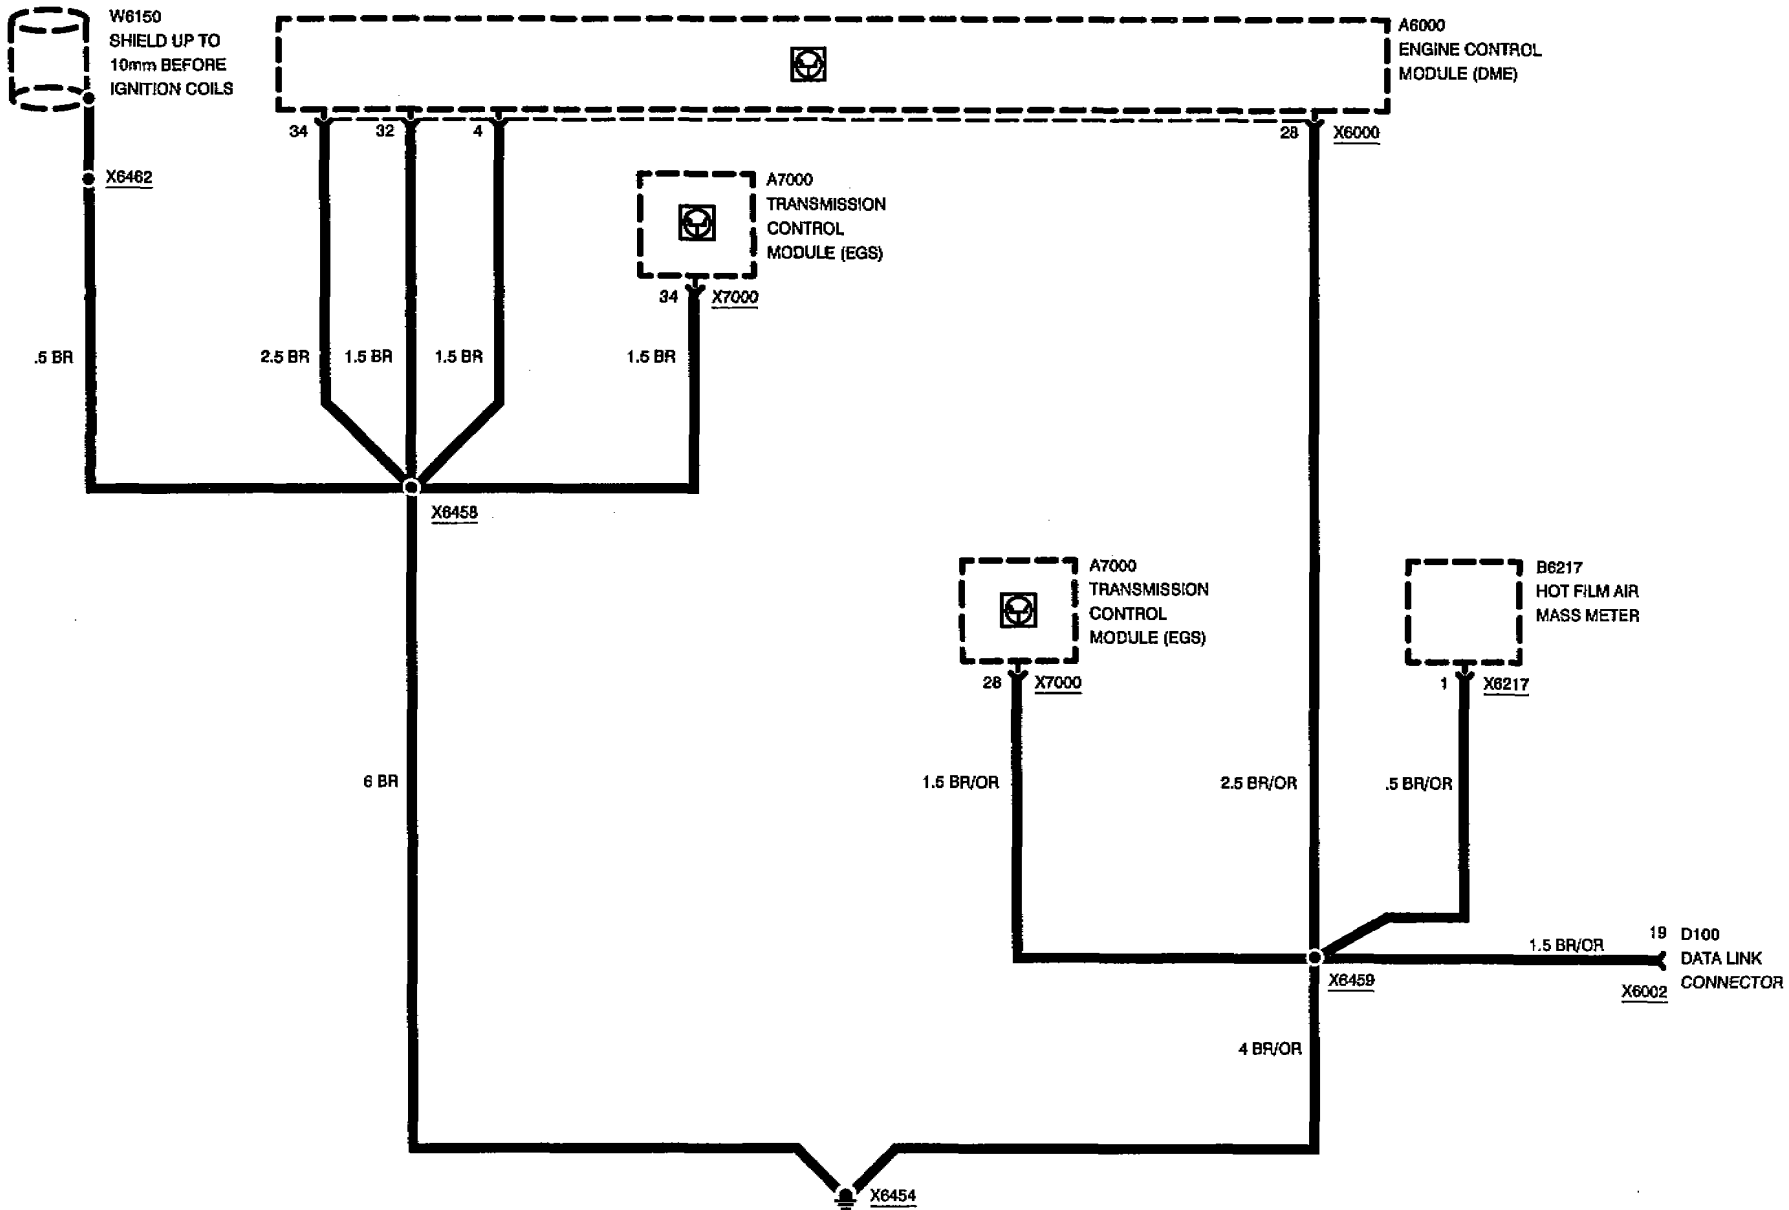 W6150
SHIELD UP TO
10mm BEFORE
IGNITION COILS
A6000
ENGINE CONTROL
MODULE (DME)
34
32
4
28
X6000
X6462
A7000
TRANSMISSION
CONTROL
MODULE (EGS)
34
X7000
.5 BR
2.5 BR
1.5 BR
1.5 BR
1.5 BR
X6458
A7000
TRANSMISSION
CONTROL
MODULE (EGS)
28
X7000
B6217
HOT FILM AIR
MASS METER
1
X6217
6 BR
1.5 BR/OR
2.5 BR/OR
.5 BR/OR
1.5 BR/OR
19
D100
DATA LINK
CONNECTOR
X6002
X6459
4 BR/OR
X6454